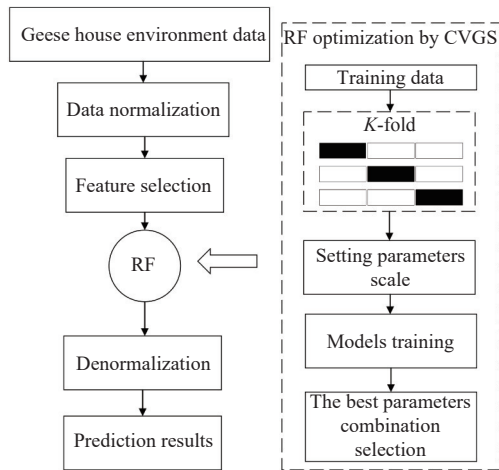 Geese house environment data
Data normalization
Feature selection
RF
Denormalization
Prediction results
RF optimization by CVGS
Training data
K-fold
Setting parameters
scale
Models training
The best parameters
combination
selection